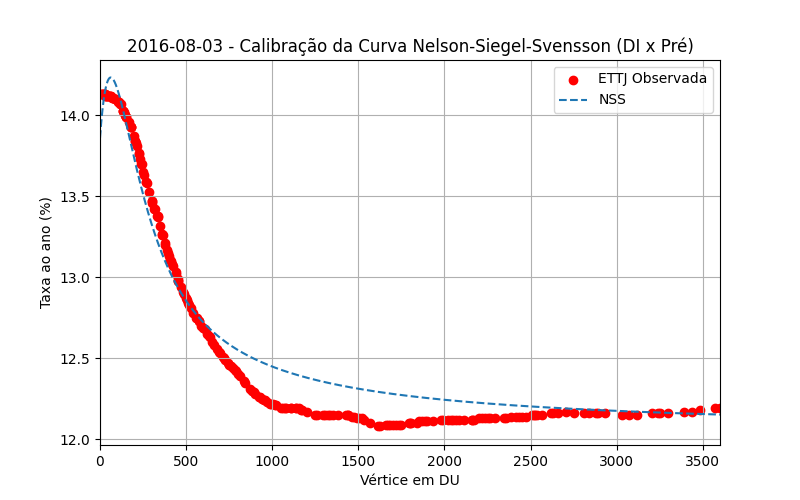 2016-08-03 - Calibração da Curva Nelson-Siegel-Svensson (DI x Pré)
ETTJ Observada
NSS
Taxa ao ano (%)
14.0
13.5
13.0
12.5
12.0
0 500 1000 1500 2000 2500 3000 3500
Vértice em DU